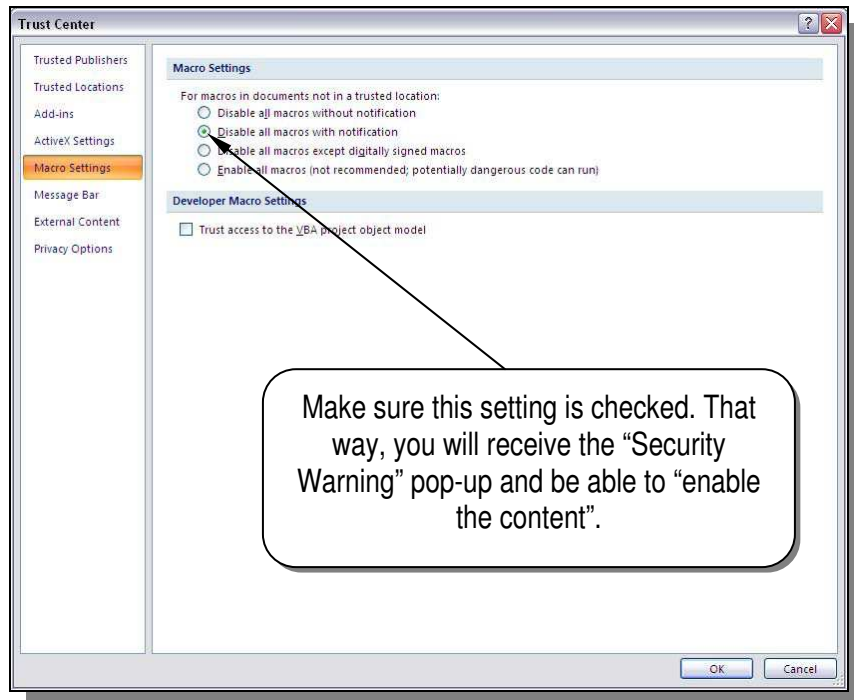 Trust Center
Trusted Publishers
Trusted Locations
Add-ins
ActiveX Settings
Macro Settings
Message Bar
External Content
Privacy Options
Macro Settings
For macros in documents not in a trusted location:
Disable all macros without notification
Disable all macros with notification
Disable all macros except digitally signed macros
Enable all macros (not recommended; potentially dangerous code can run)
Developer Macro Settings
Trust access to the VBA project object model
Make sure this setting is checked. That
way, you will receive the “Security
Warning” pop-up and be able to “enable
the content”.
OK
Cancel